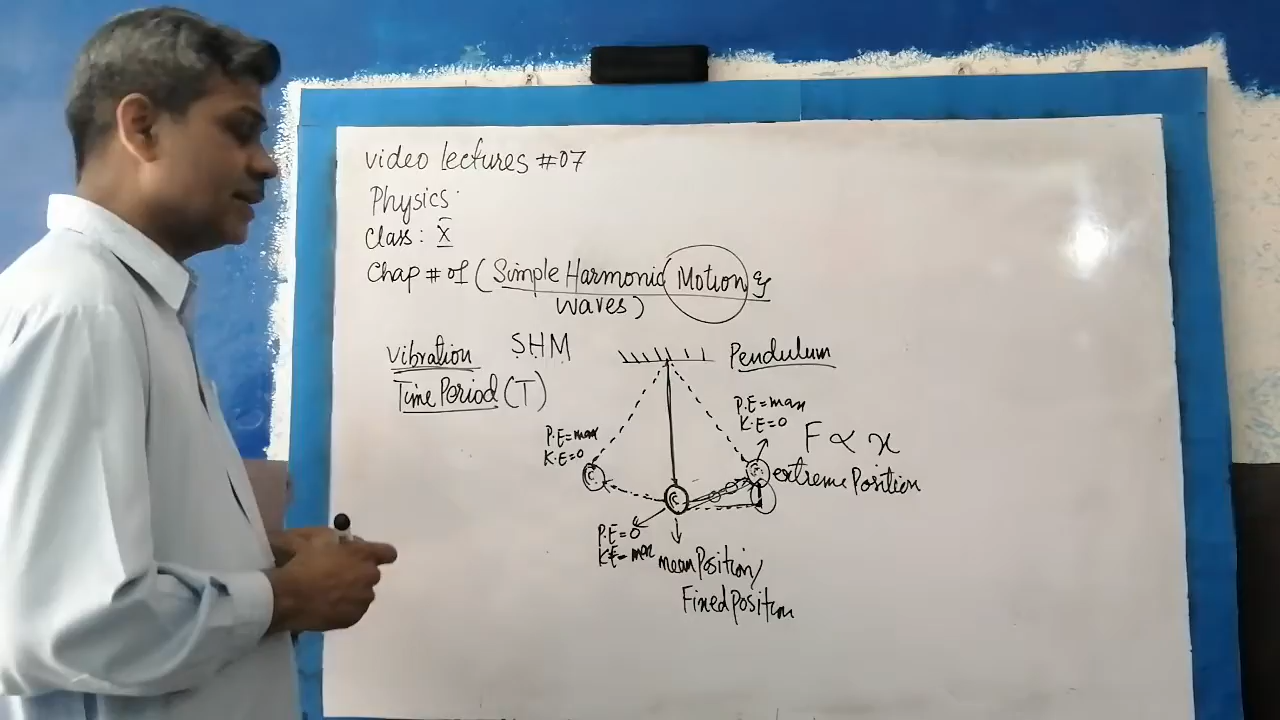 video lectures #07
Physics
Class: X
Chap # 01 (Simple Harmonic Motion &
waves)
Vibration SHM
Pendulum
Time Period (T)
P.E=max
K.E=0
P.E=max
K.E=0
F ∝ x
extreme Position
P.E=0
K.E=max
mean Position/
Fixed Position